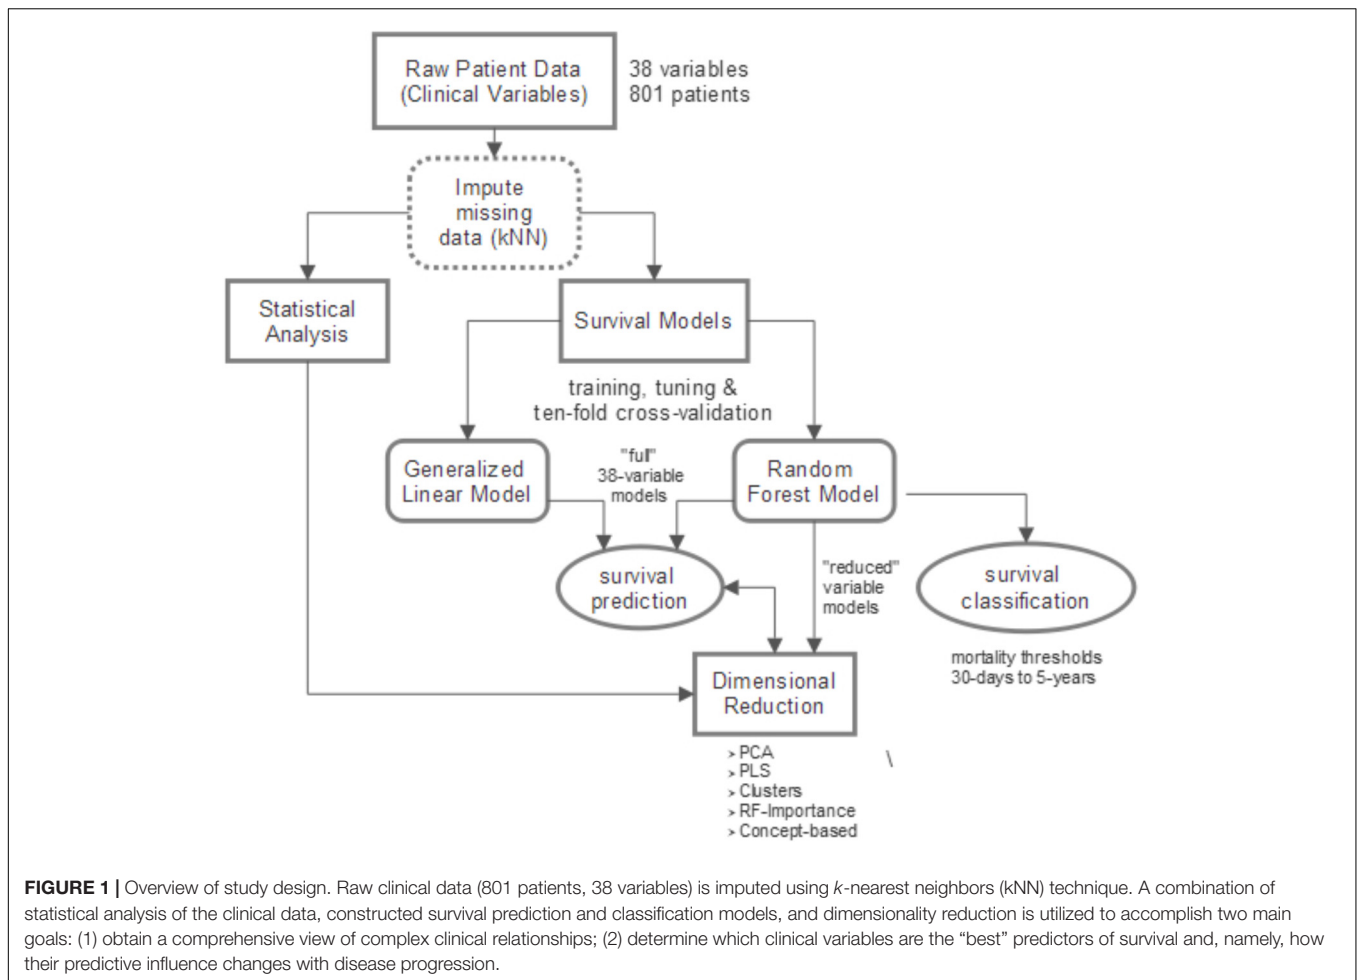 Raw Patient Data
(Clinical Variables)
38 variables
801 patients
Impute
missing
data (kNN)
Statistical
Analysis
Survival Models
training, tuning &
ten-fold cross-validation
Generalized
Linear Model
"ful"
38-variable
models
Random
Forest Model
survival
prediction
"reduced"
variable
models
survival
classification
mortality thresholds
30-days to 5-years
Dimensional
Reduction
> PCA
> PLS
> Clusters
> RF-Importance
> Concept-based
\
FIGURE 1 | Overview of study design. Raw clinical data (801 patients, 38 variables) is imputed using k-nearest neighbors (kNN) technique. A combination of
statistical analysis of the clinical data, constructed survival prediction and classification models, and dimensionality reduction is utilized to accomplish two main
goals: (1) obtain a comprehensive view of complex clinical relationships; (2) determine which clinical variables are the “best” predictors of survival and, namely, how
their predictive influence changes with disease progression.